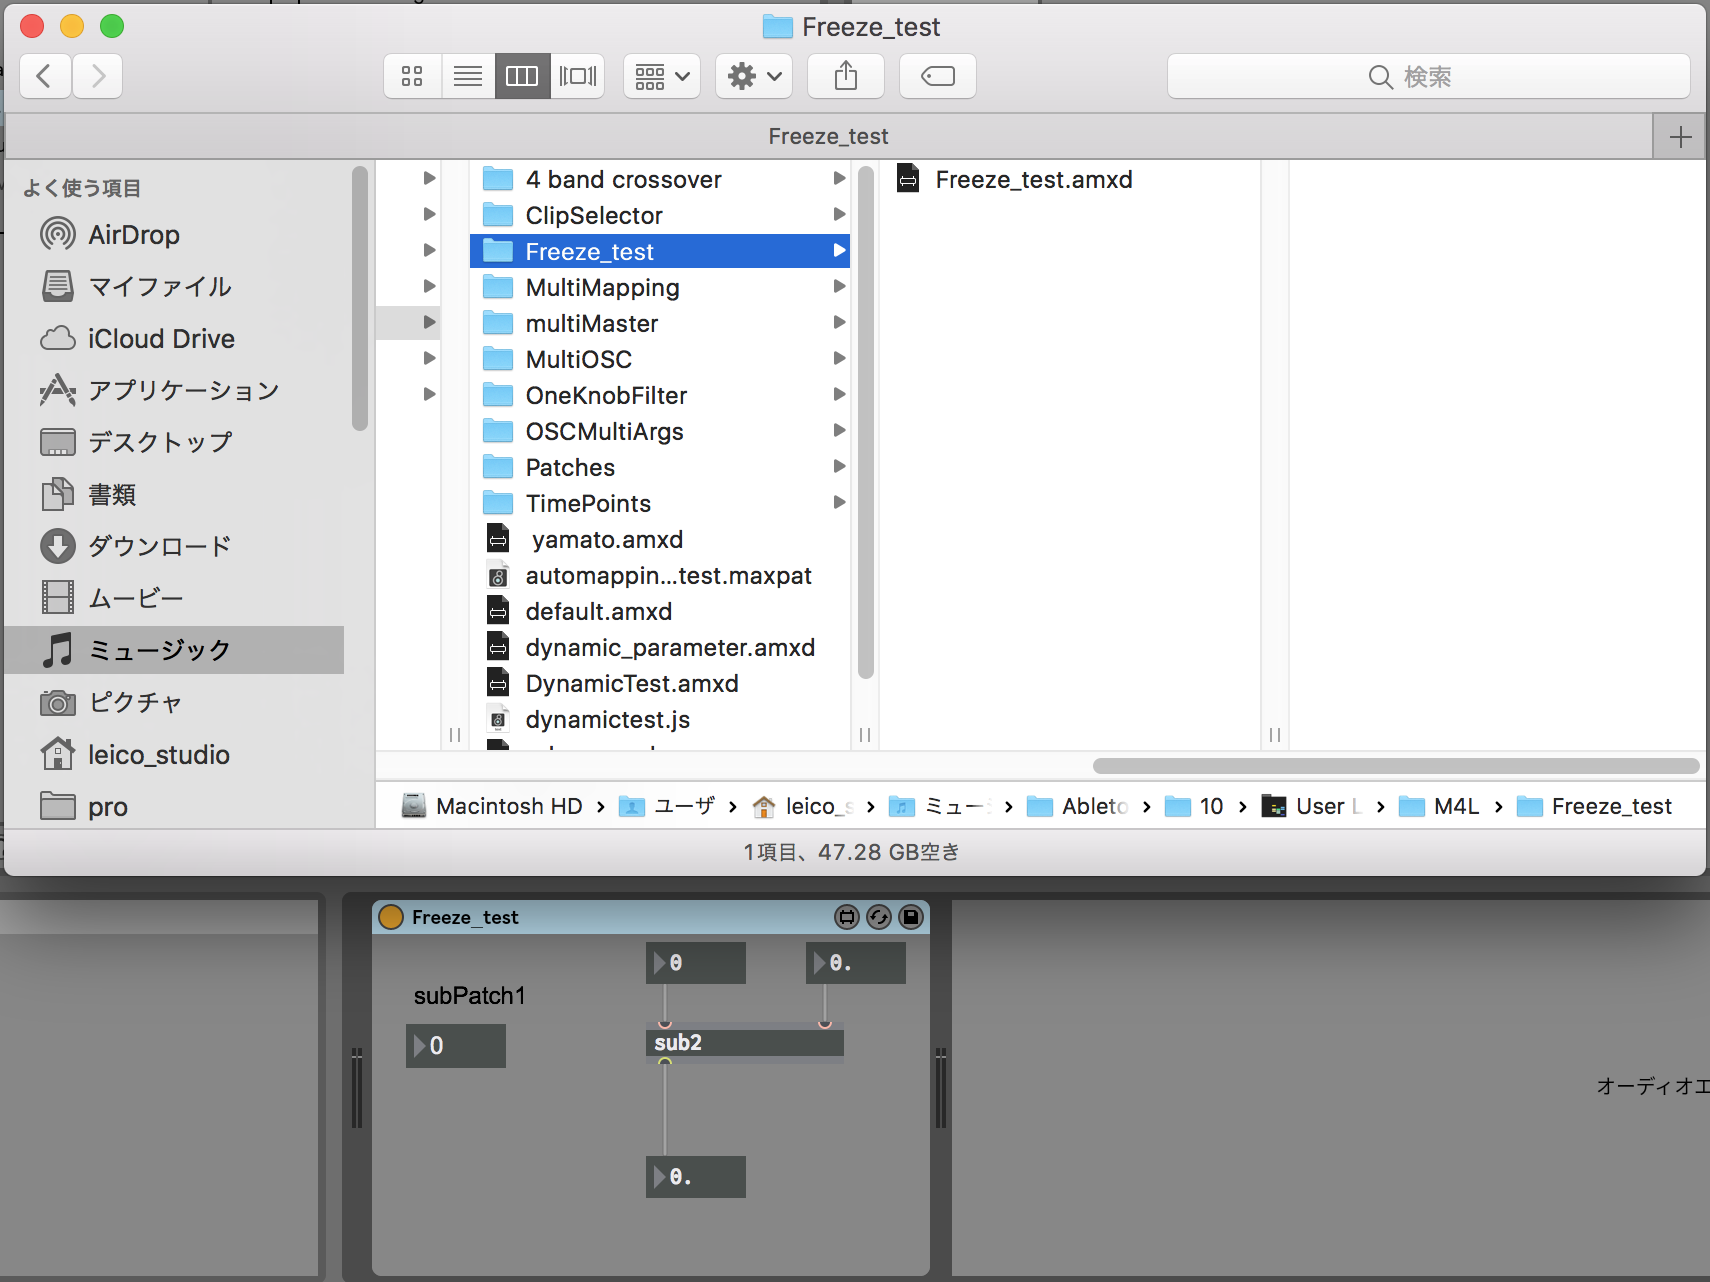 Freeze_test
検索
Freeze_test
よく使う項目
AirDrop
マイファイル
iCloud Drive
アプリケーション
デスクトップ
書類
ダウンロード
ムービー
ミュージック
ピクチャ
leico_studio
pro
4 band crossover
ClipSelector
Freeze_test
MultiMapping
multiMaster
MultiOSC
OneKnobFilter
OSCMultiArgs
Patches
TimePoints
yamato.amxd
automappin...test.maxpat
default.amxd
dynamic_parameter.amxd
DynamicTest.amxd
dynamictest.js
Freeze_test.amxd
Macintosh HD › ユーザ › leico_s › ミュー › Ableto › 10 › User L › M4L › Freeze_test
1項目、47.28 GB空き
Freeze_test
0
0.
subPatch1
0
sub2
0.
オーディオエ